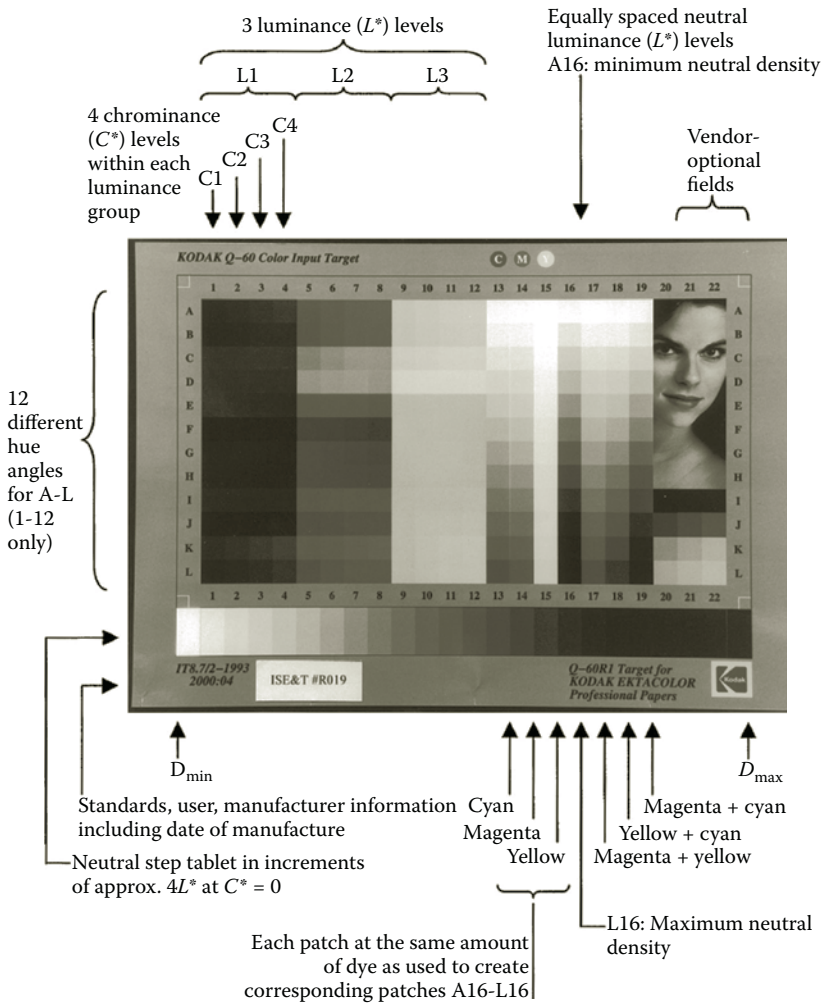 3 luminance (L*) levels
L1 L2 L3
4 chrominance
(C*) levels
within each
luminance
group
C1
C2
C3
C4
Equally spaced neutral
luminance (L*) levels
A16: minimum neutral density
Vendor-
optional
fields
KODAK Q–60 Color Input Target
C M Y
1 2 3 4 5 6 7 8 9 10 11 12 13 14 15 16 17 18 19 20 21 22
A A
B B
C C
D D
E E
F F
G G
H H
I I
J J
K K
L L
1 2 3 4 5 6 7 8 9 10 11 12 13 14 15 16 17 18 19 20 21 22
12
different
hue
angles
for A-L
(1-12
only)
IT8.7/2–1993
2000:04
ISE&T #R019
Q–60R1 Target for
KODAK EKTACOLOR
Professional Papers
Kodak
Dmin
Dmax
Standards, user, manufacturer information
including date of manufacture
Neutral step tablet in increments
of approx. 4L* at C* = 0
Cyan
Magenta
Yellow
Magenta + cyan
Yellow + cyan
Magenta + yellow
L16: Maximum neutral
density
Each patch at the same amount
of dye as used to create
corresponding patches A16-L16